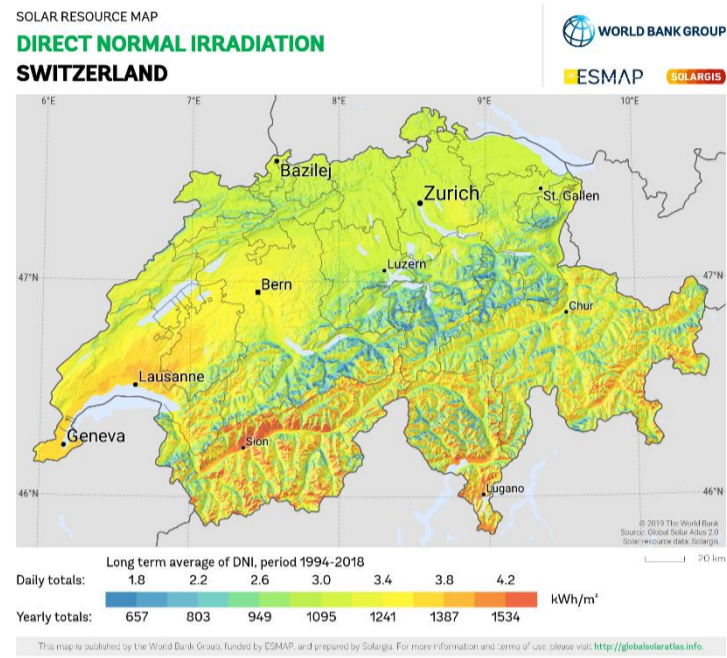 SOLAR RESOURCE MAP
DIRECT NORMAL IRRADIATION
SWITZERLAND
WORLD BANK GROUP
ESMAP
SOLARGIS
6°E 7°E 8°E 9°E 10°E
Bazilej
Zurich
St. Gallen
Luzern
47°N 47°N
Bern
Chur
Lausanne
Geneva
Sion
46°N 46°N
Lugano
© 2019 The World Bank
Source: Global Solar Atlas 2.0
Solar resource data: Solargis
20 km
Long term average of DNI, period 1994-2018
Daily totals: 1.8 2.2 2.6 3.0 3.4 3.8 4.2
kWh/m²
Yearly totals: 657 803 949 1095 1241 1387 1534
This map is published by the World Bank Group, funded by ESMAP, and prepared by Solargis. For more information and terms of use, please visit http://globalsolaratlas.info.